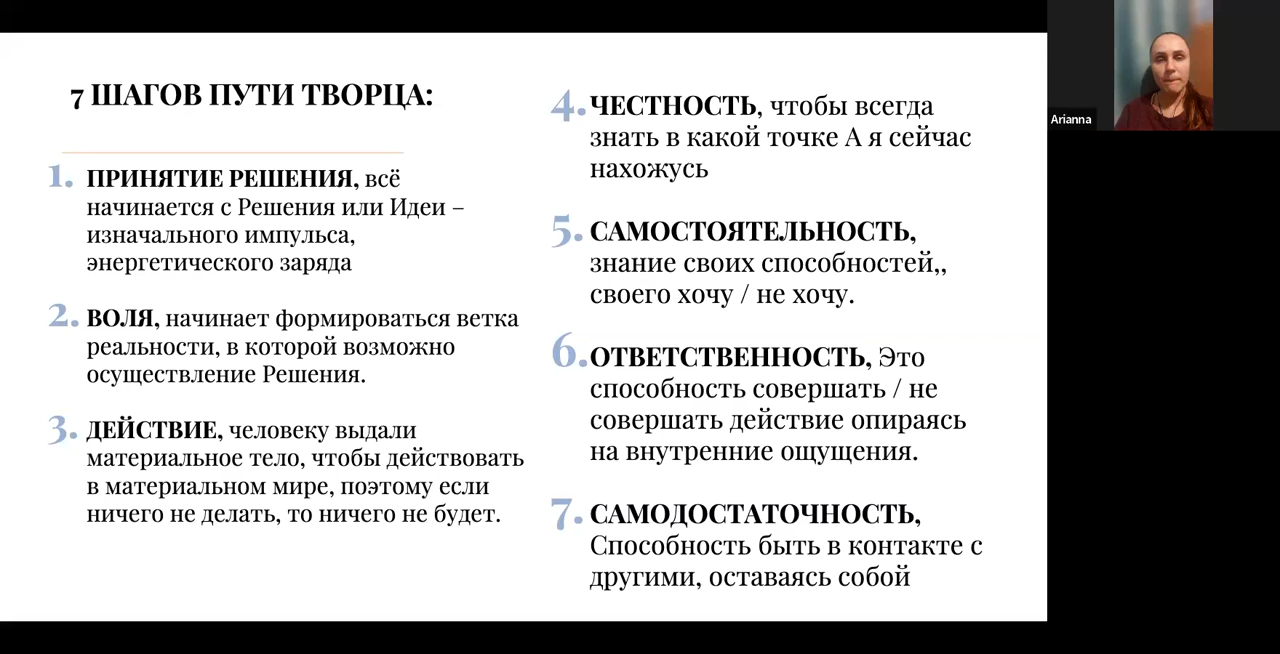 7 ШАГОВ ПУТИ ТВОРЦА:
1. ПРИНЯТИЕ РЕШЕНИЯ, всё
начинается с Решения или Идеи –
изначального импульса,
энергетического заряда
2. ВОЛЯ, начинает формироваться ветка
реальности, в которой возможно
осуществление Решения.
3. ДЕЙСТВИЕ, человеку выдали
материальное тело, чтобы действовать
в материальном мире, поэтому если
ничего не делать, то ничего не будет.
4. ЧЕСТНОСТЬ, чтобы всегда
знать в какой точке А я сейчас
нахожусь
5. САМОСТОЯТЕЛЬНОСТЬ,
знание своих способностей,,
своего хочу / не хочу.
6. ОТВЕТСТВЕННОСТЬ, Это
способность совершать / не
совершать действие опираясь
на внутренние ощущения.
7. САМОДОСТАТОЧНОСТЬ,
Способность быть в контакте с
другими, оставаясь собой
Arianna